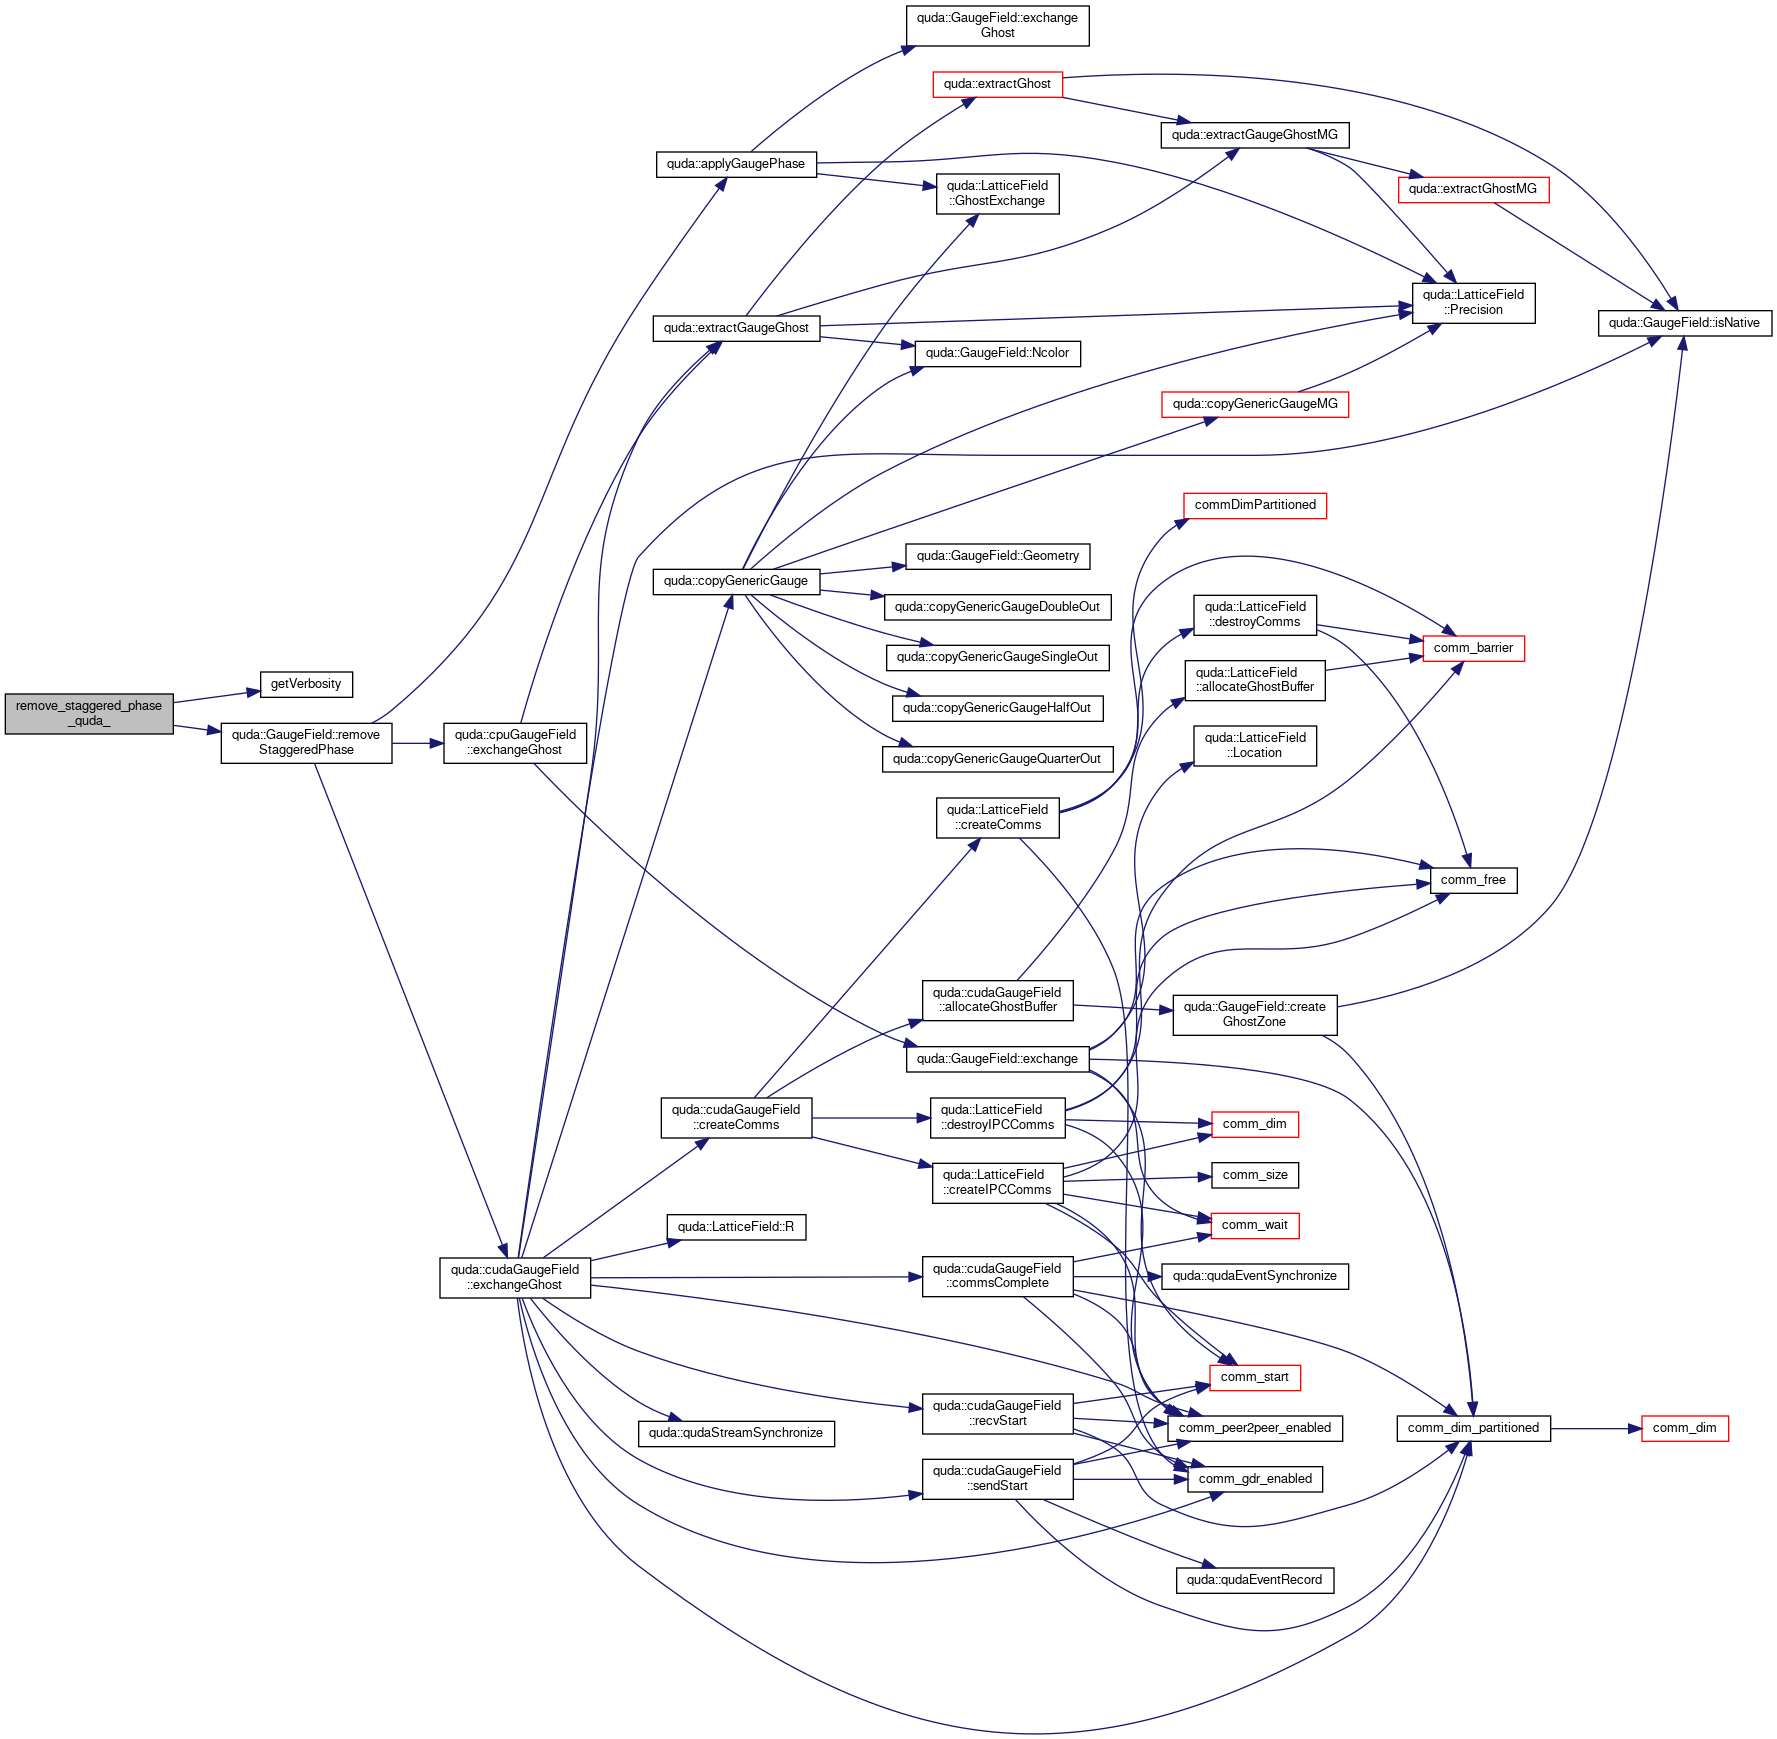 remove_staggered_phase
_quda_
getVerbosity
quda::GaugeField::remove
StaggeredPhase
quda::cpuGaugeField
::exchangeGhost
quda::cudaGaugeField
::exchangeGhost
quda::applyGaugePhase
quda::extractGaugeGhost
quda::copyGenericGauge
quda::cudaGaugeField
::createComms
quda::LatticeField::R
quda::qudaStreamSynchronize
quda::GaugeField::exchange
Ghost
quda::extractGhost
quda::LatticeField
::GhostExchange
quda::GaugeField::Ncolor
quda::GaugeField::Geometry
quda::copyGenericGaugeDoubleOut
quda::copyGenericGaugeSingleOut
quda::copyGenericGaugeHalfOut
quda::copyGenericGaugeQuarterOut
quda::LatticeField
::createComms
quda::cudaGaugeField
::allocateGhostBuffer
quda::GaugeField::exchange
quda::LatticeField
::destroyIPCComms
quda::LatticeField
::createIPCComms
quda::cudaGaugeField
::commsComplete
quda::cudaGaugeField
::recvStart
quda::cudaGaugeField
::sendStart
quda::extractGaugeGhostMG
quda::copyGenericGaugeMG
commDimPartitioned
quda::LatticeField
::destroyComms
quda::LatticeField
::allocateGhostBuffer
quda::LatticeField
::Location
quda::GaugeField::create
GhostZone
comm_dim
comm_size
comm_wait
quda::qudaEventSynchronize
comm_start
comm_peer2peer_enabled
comm_gdr_enabled
quda::qudaEventRecord
quda::extractGhostMG
quda::LatticeField
::Precision
comm_barrier
comm_free
comm_dim_partitioned
quda::GaugeField::isNative
comm_dim